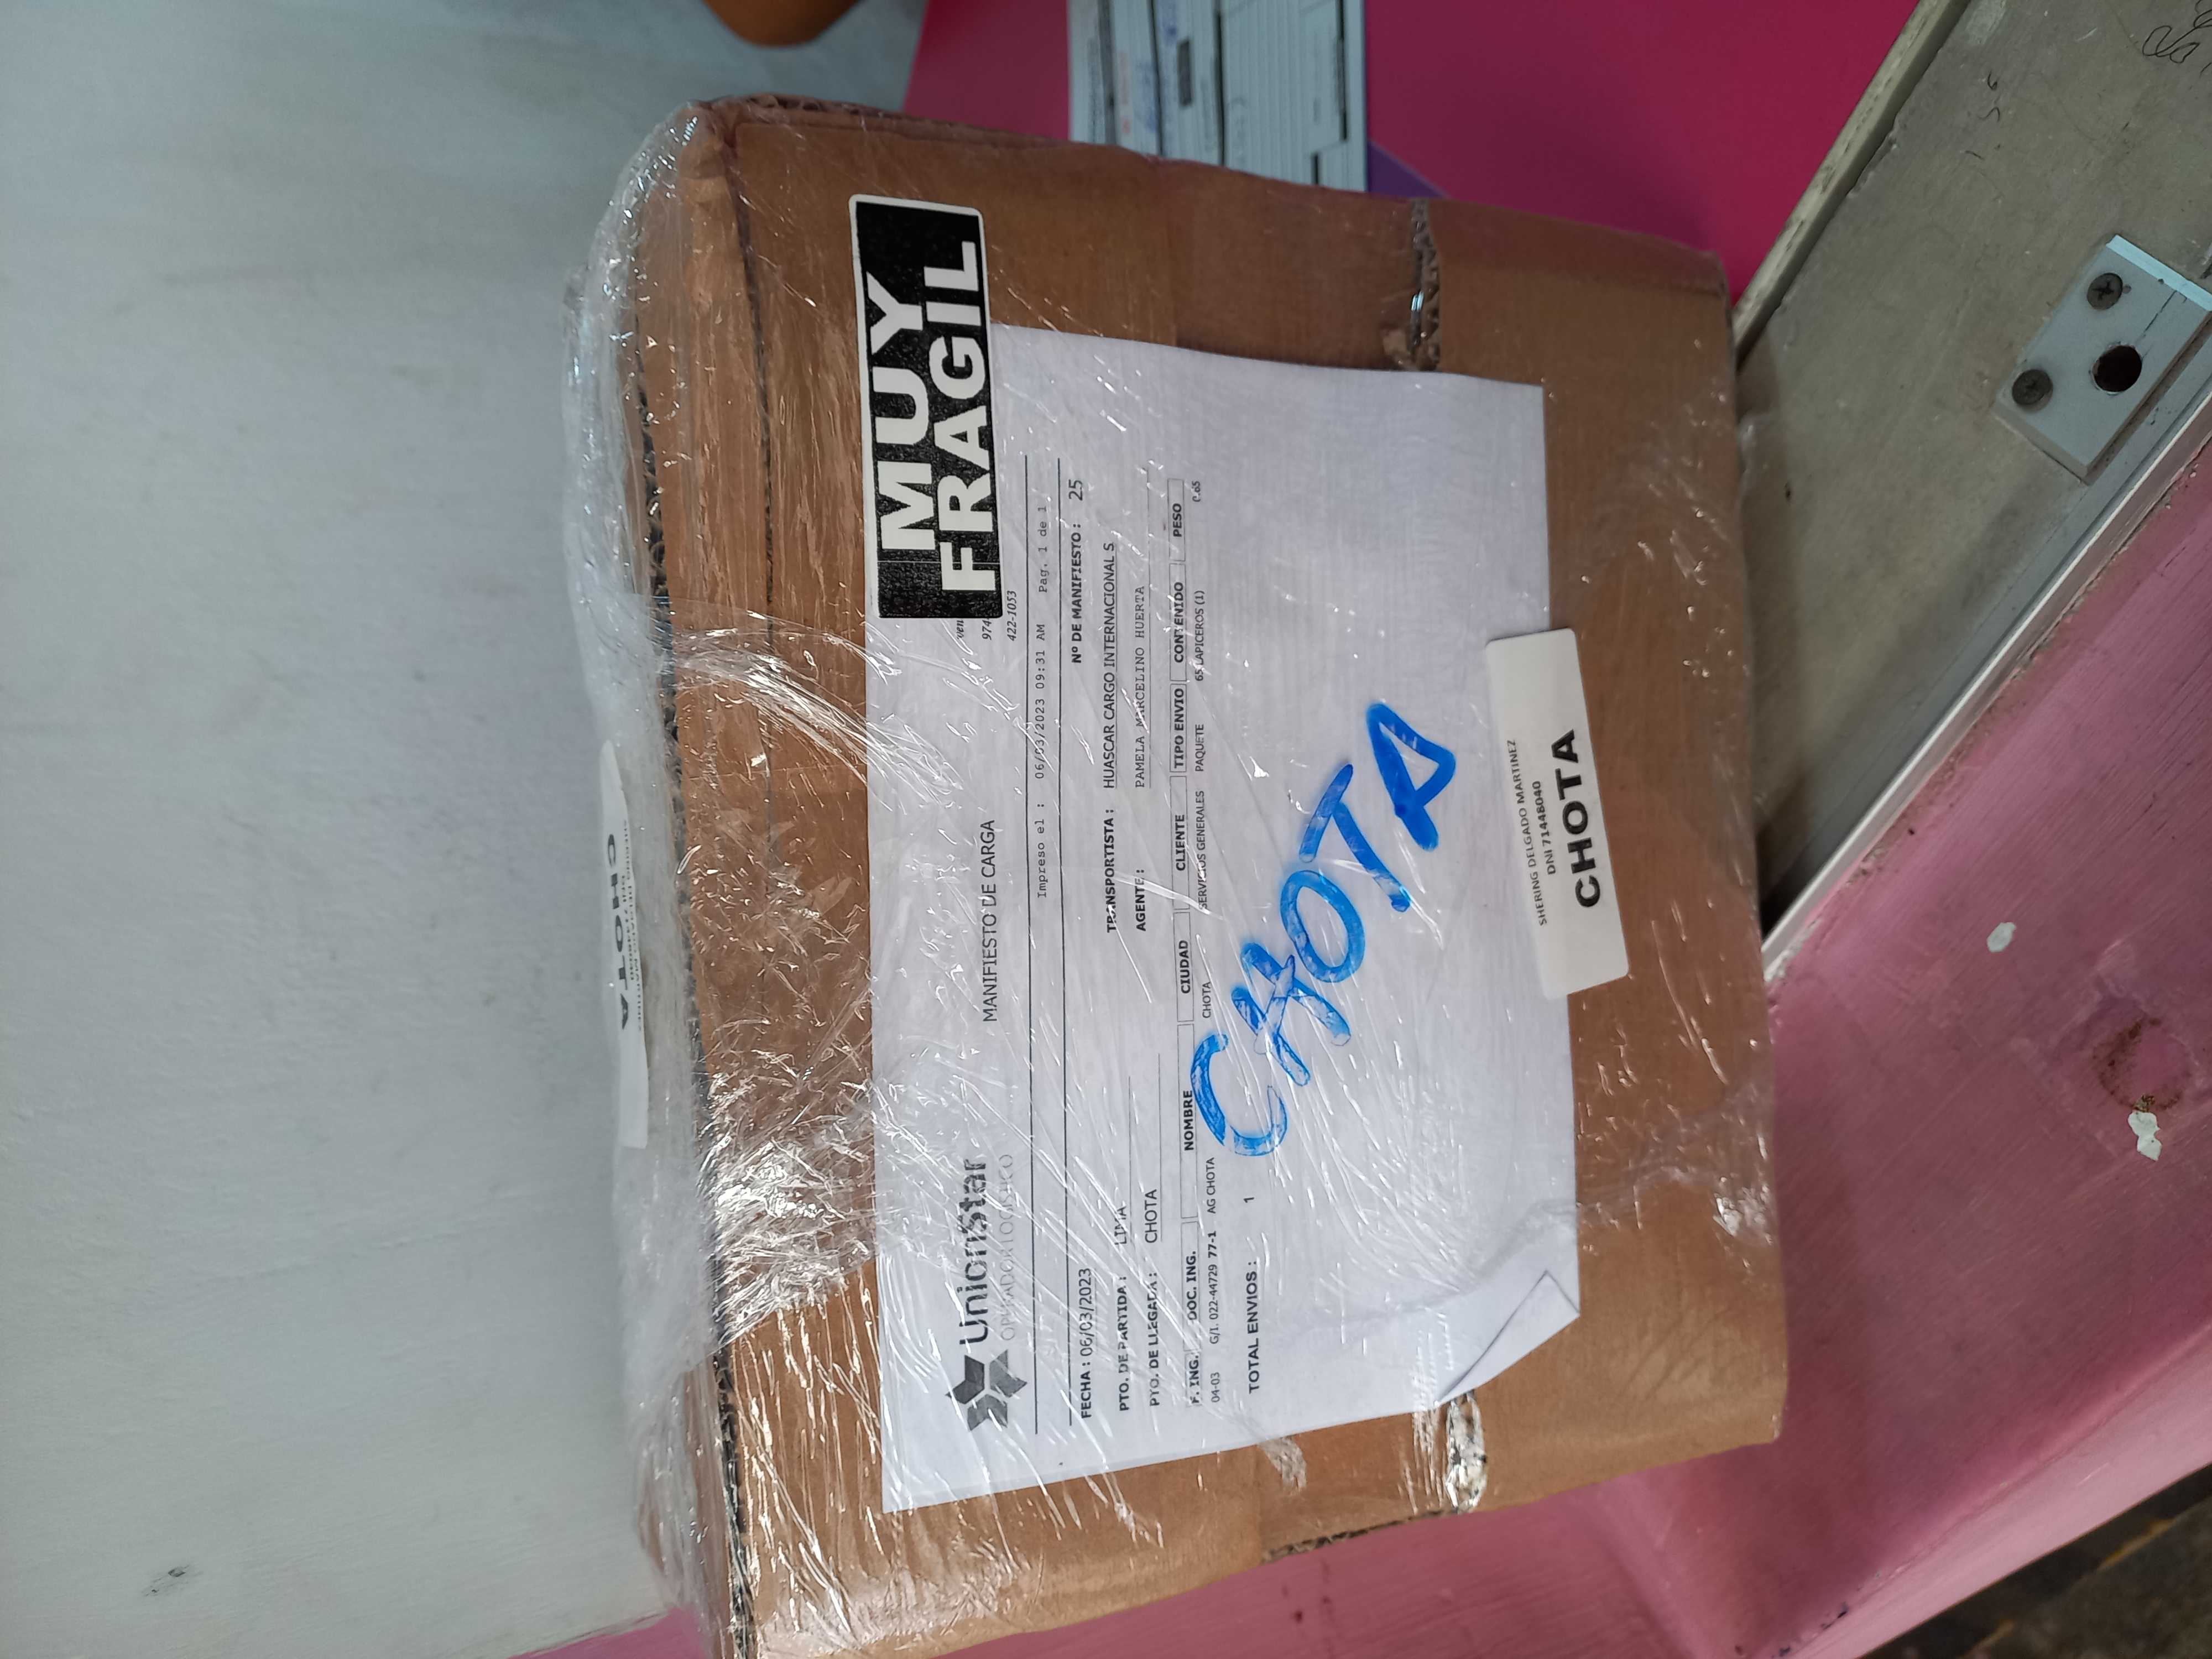 MUY
FRAGIL
UnionStar
OPERADOR LOGISTICO
MANIFIESTO DE CARGA
422-1053
Impreso el : 06/03/2023 09:31 AM Pag. 1 de 1
FECHA : 06/03/2023
Nº DE MANIFIESTO : 25
PTO. DE PARTIDA : LIMA
TRANSPORTISTA : HUASCAR CARGO INTERNACIONAL S
PTO. DE LLEGADA : CHOTA
AGENTE : PAMELA MARCELINO HUERTA
F. ING. DOC. ING. NOMBRE CIUDAD CLIENTE TIPO ENVIO CONTENIDO PESO
04-03 G/I. 022-44729 77-1 AG CHOTA CHOTA SERVICIOS GENERALES PAQUETE 65 LAPICEROS (1)
TOTAL ENVIOS : 1
CHOTA
SHERING DELGADO MARTINEZ
DNI 71448040
CHOTA
CHOTA